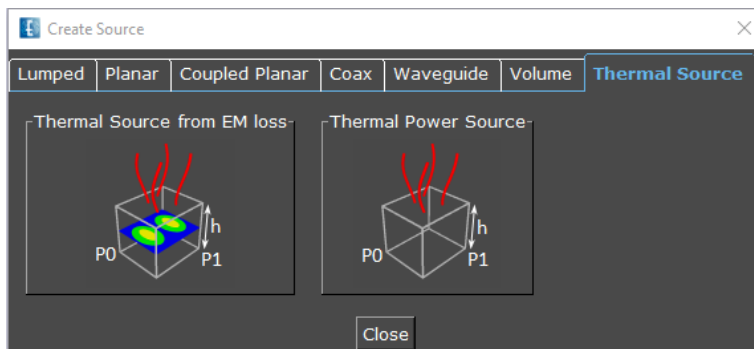 Create Source
Lumped Planar Coupled Planar Coax Waveguide Volume Thermal Source
Thermal Source from EM loss Thermal Power Source
h h
P0 P1 P0 P1
Close